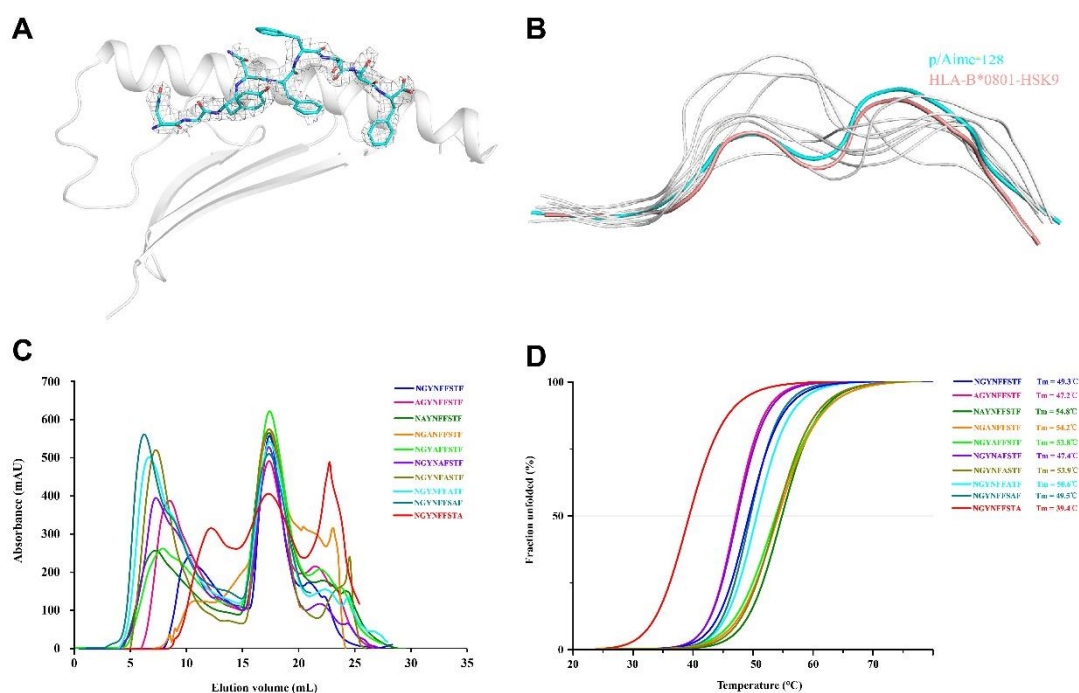 A
B
p/Aime-128
HLA-B*0801-HSK9
C
700
600
500
400
300
200
100
0
0 5 10 15 20 25 30 35
Absorbance (mAU)
Elution volume (mL)
NGYNFFSTF
AGYNFFSTF
NAYNFFSTF
NGANFFSTF
NGYAFFSTF
NGYNAFSTF
NGYNFASTF
NGYNFFATF
NGYNFFSAF
NGYNFFSTA
D
100
50
0
20 30 40 50 60 70
Fraction unfolded (%)
Temperature (°C)
NGYNFFSTF Tm = 49.3℃
AGYNFFSTF Tm = 47.2℃
NAYNFFSTF Tm = 54.8℃
NGANFFSTF Tm = 54.2℃
NGYAFFSTF Tm = 53.8℃
NGYNAFSTF Tm = 47.4℃
NGYNFASTF Tm = 53.9℃
NGYNFFATF Tm = 50.6℃
NGYNFFSAF Tm = 49.5℃
NGYNFFSTA Tm = 39.4℃